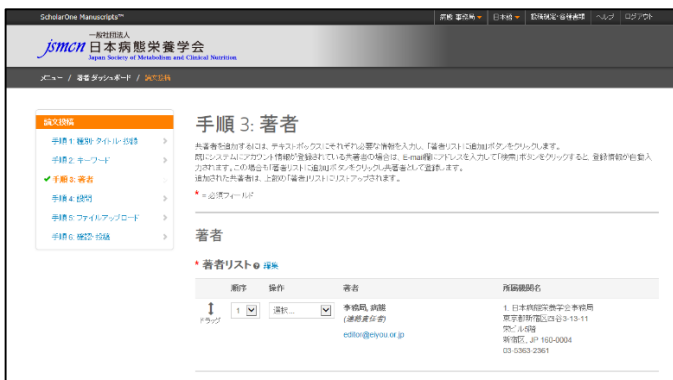 ScholarOne Manuscripts™
病態 事務局 日本語 投稿規定・各種書類 ヘルプ ログアウト
一般社団法人
jsmcn 日本病態栄養学会
Japan Society of Metabolism and Clinical Nutrition
メニュー / 著者 ダッシュボード / 論文投稿
論文投稿
手順 1: 種別・タイトル・抄録
手順 2: キーワード
手順 3: 著者
手順 4: 設問
手順 5: ファイルアップロード
手順 6: 確認・投稿
手順 3: 著者
共著者を追加するには、テキストボックスにそれぞれ必要な情報を入力し、「著者リストに追加」ボタンをクリックします。
既にシステムにアカウント情報が登録されている共著者の場合は、E-mail欄にアドレスを入力して「検索」ボタンをクリックすると、登録情報が自動入
力されます。この場合も「著者リストに追加」ボタンをクリックし共著者として登録します。
追加された共著者は、上部の「著者」リストにリストアップされます。
* = 必須フィールド
著者
* 著者リスト 編集
順序 操作 著者 所属機関名
ドラッグ
1 選択...
事務局, 病態
(連絡責任者)
editor@eiyou.or.jp
1. 日本病態栄養学会事務局
東京都新宿区四谷3-13-11
栄ビル5階
新宿区, JP 160-0004
03-5363-2361